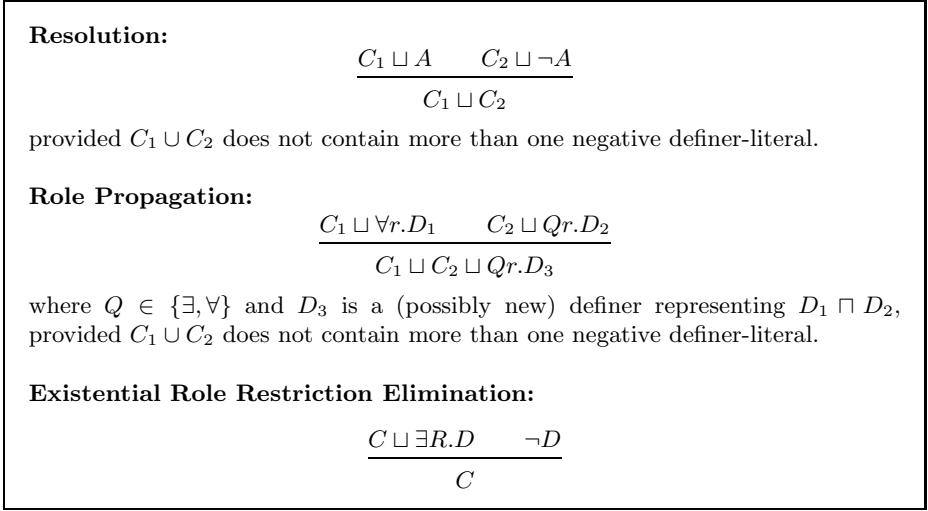 Resolution:
C₁ ⊔ A C₂ ⊔ ¬A
C₁ ⊔ C₂
provided C₁ ∪ C₂ does not contain more than one negative definer-literal.
Role Propagation:
C₁ ⊔ ∀r.D₁ C₂ ⊔ Qr.D₂
C₁ ⊔ C₂ ⊔ Qr.D₃
where Q ∈ {∃, ∀} and D₃ is a (possibly new) definer representing D₁ ⊓ D₂,
provided C₁ ∪ C₂ does not contain more than one negative definer-literal.
Existential Role Restriction Elimination:
C ⊔ ∃R.D ¬D
C